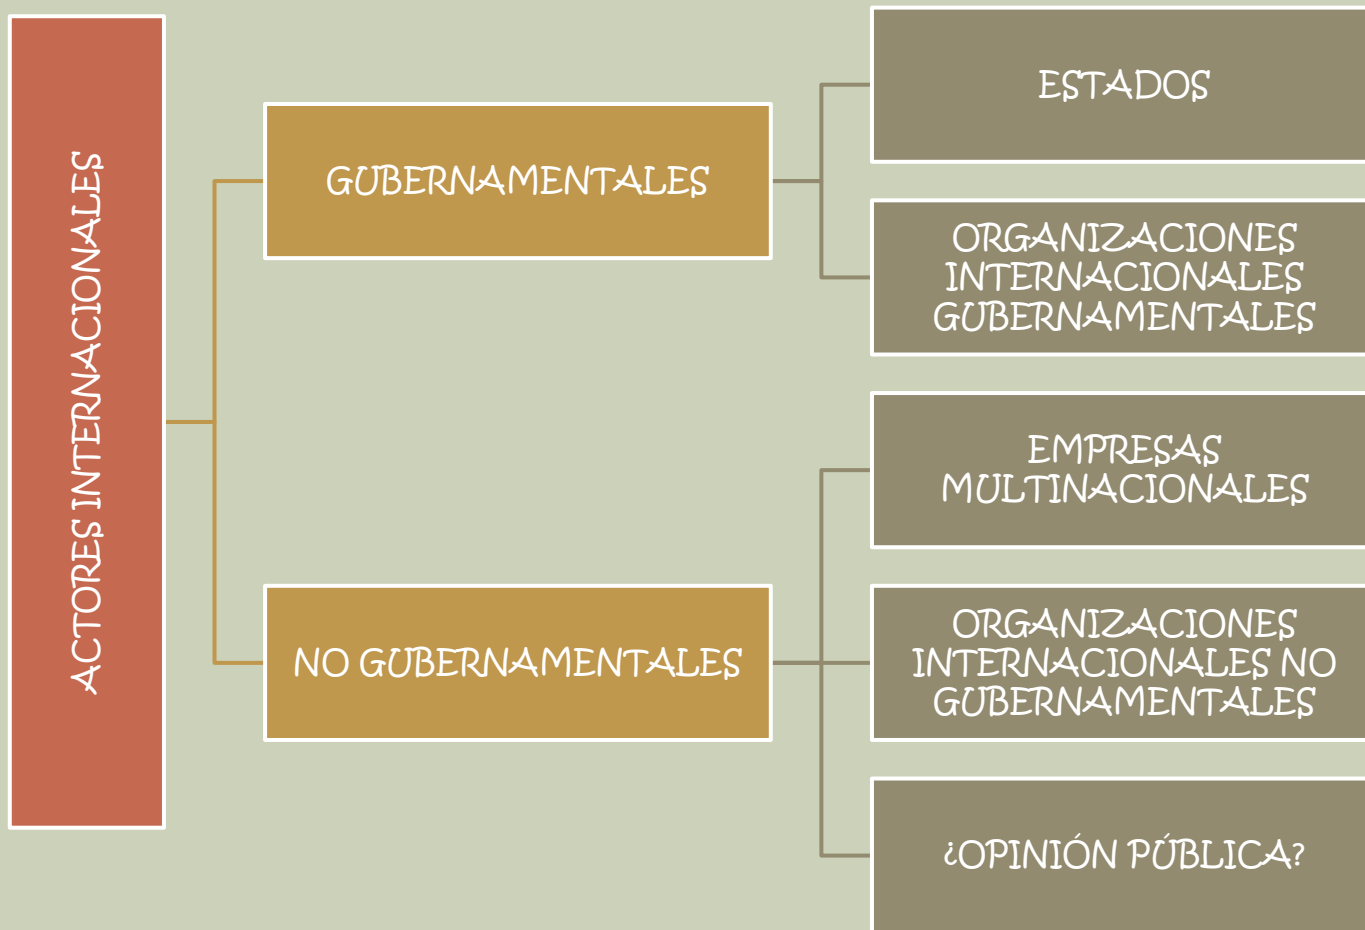 ACTORES INTERNACIONALES
GUBERNAMENTALES
ESTADOS
ORGANIZACIONES
INTERNACIONALES
GUBERNAMENTALES
NO GUBERNAMENTALES
EMPRESAS
MULTINACIONALES
ORGANIZACIONES
INTERNACIONALES NO
GUBERNAMENTALES
¿OPINIÓN PÚBLICA?